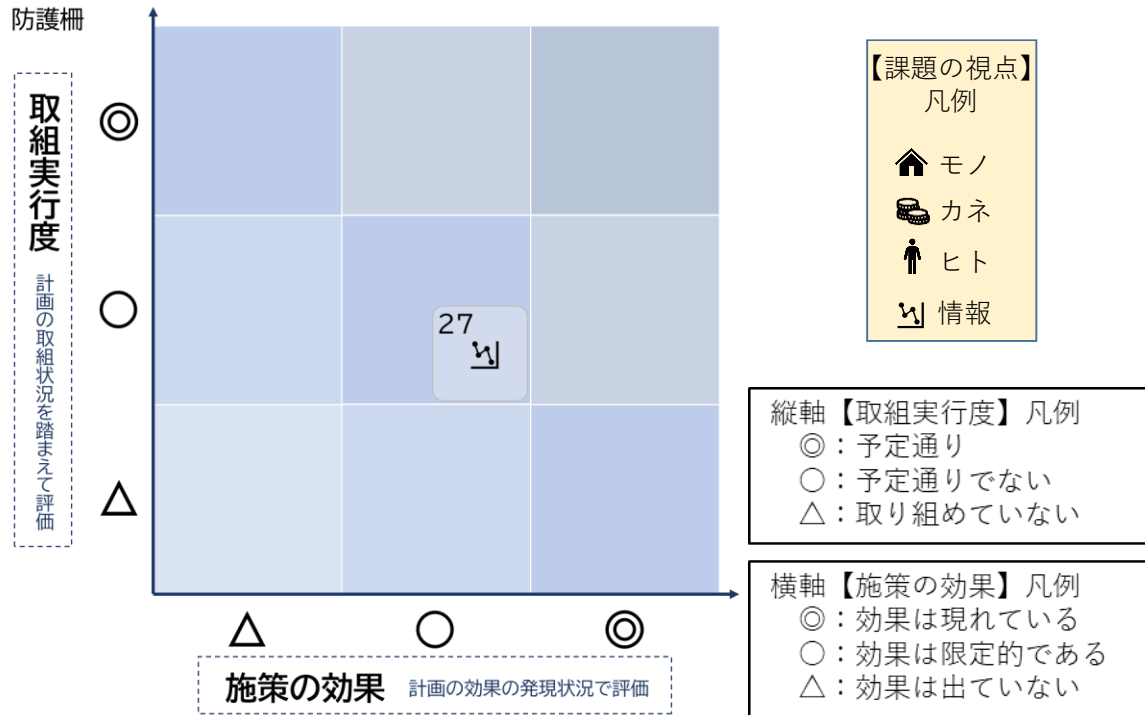 防護柵
取組実行度
計画の取組状況を踏まえて評価
◎
○
△
27
△
○
◎
施策の効果 計画の効果の発現状況で評価
【課題の視点】
凡例
モノ
カネ
ヒト
情報
縦軸【取組実行度】凡例
◎：予定通り
○：予定通りでない
△：取り組めていない
横軸【施策の効果】凡例
◎：効果は現れている
○：効果は限定的である
△：効果は出ていない